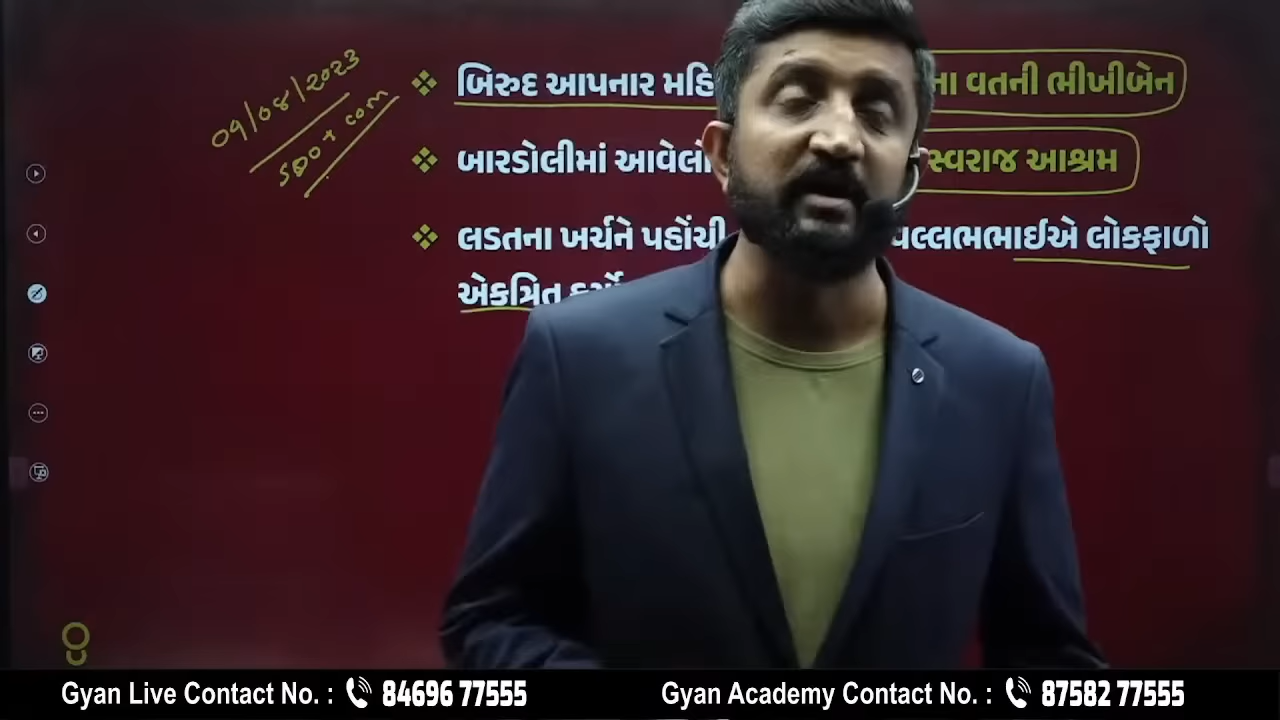 09/04/2023
500+ com
❖ બિરુદ આપનાર મહિ ના વતની ભીખીબેન
❖ બારડોલીમાં આવેલો સ્વરાજ આશ્રમ
❖ લડતના ખર્ચને પહોંચી વલ્લભભાઈએ લોકફાળો
એકત્રિત
Gyan Live Contact No. : 84696 77555
Gyan Academy Contact No. : 87582 77555